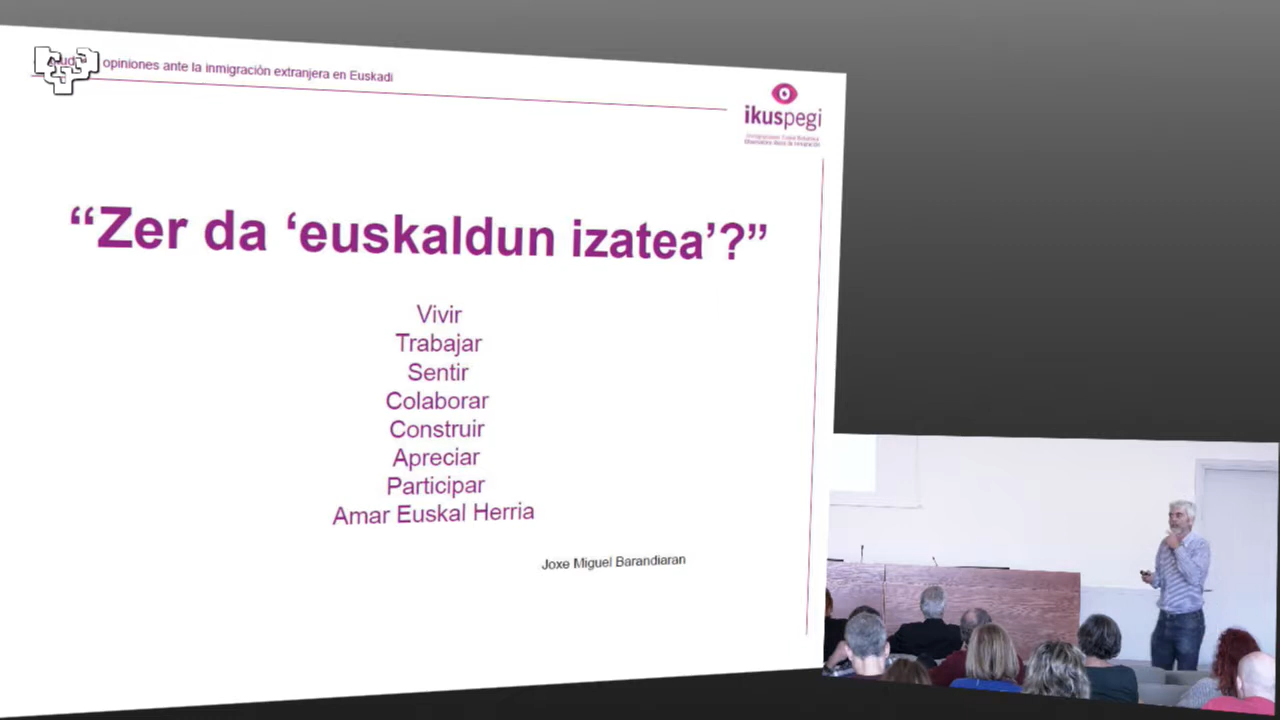 opiniones ante la inmigración extranjera en Euskadi
ikuspegi
“Zer da ‘euskaldun izatea’?”
Vivir
Trabajar
Sentir
Colaborar
Construir
Apreciar
Participar
Amar Euskal Herria
Joxe Miguel Barandiaran